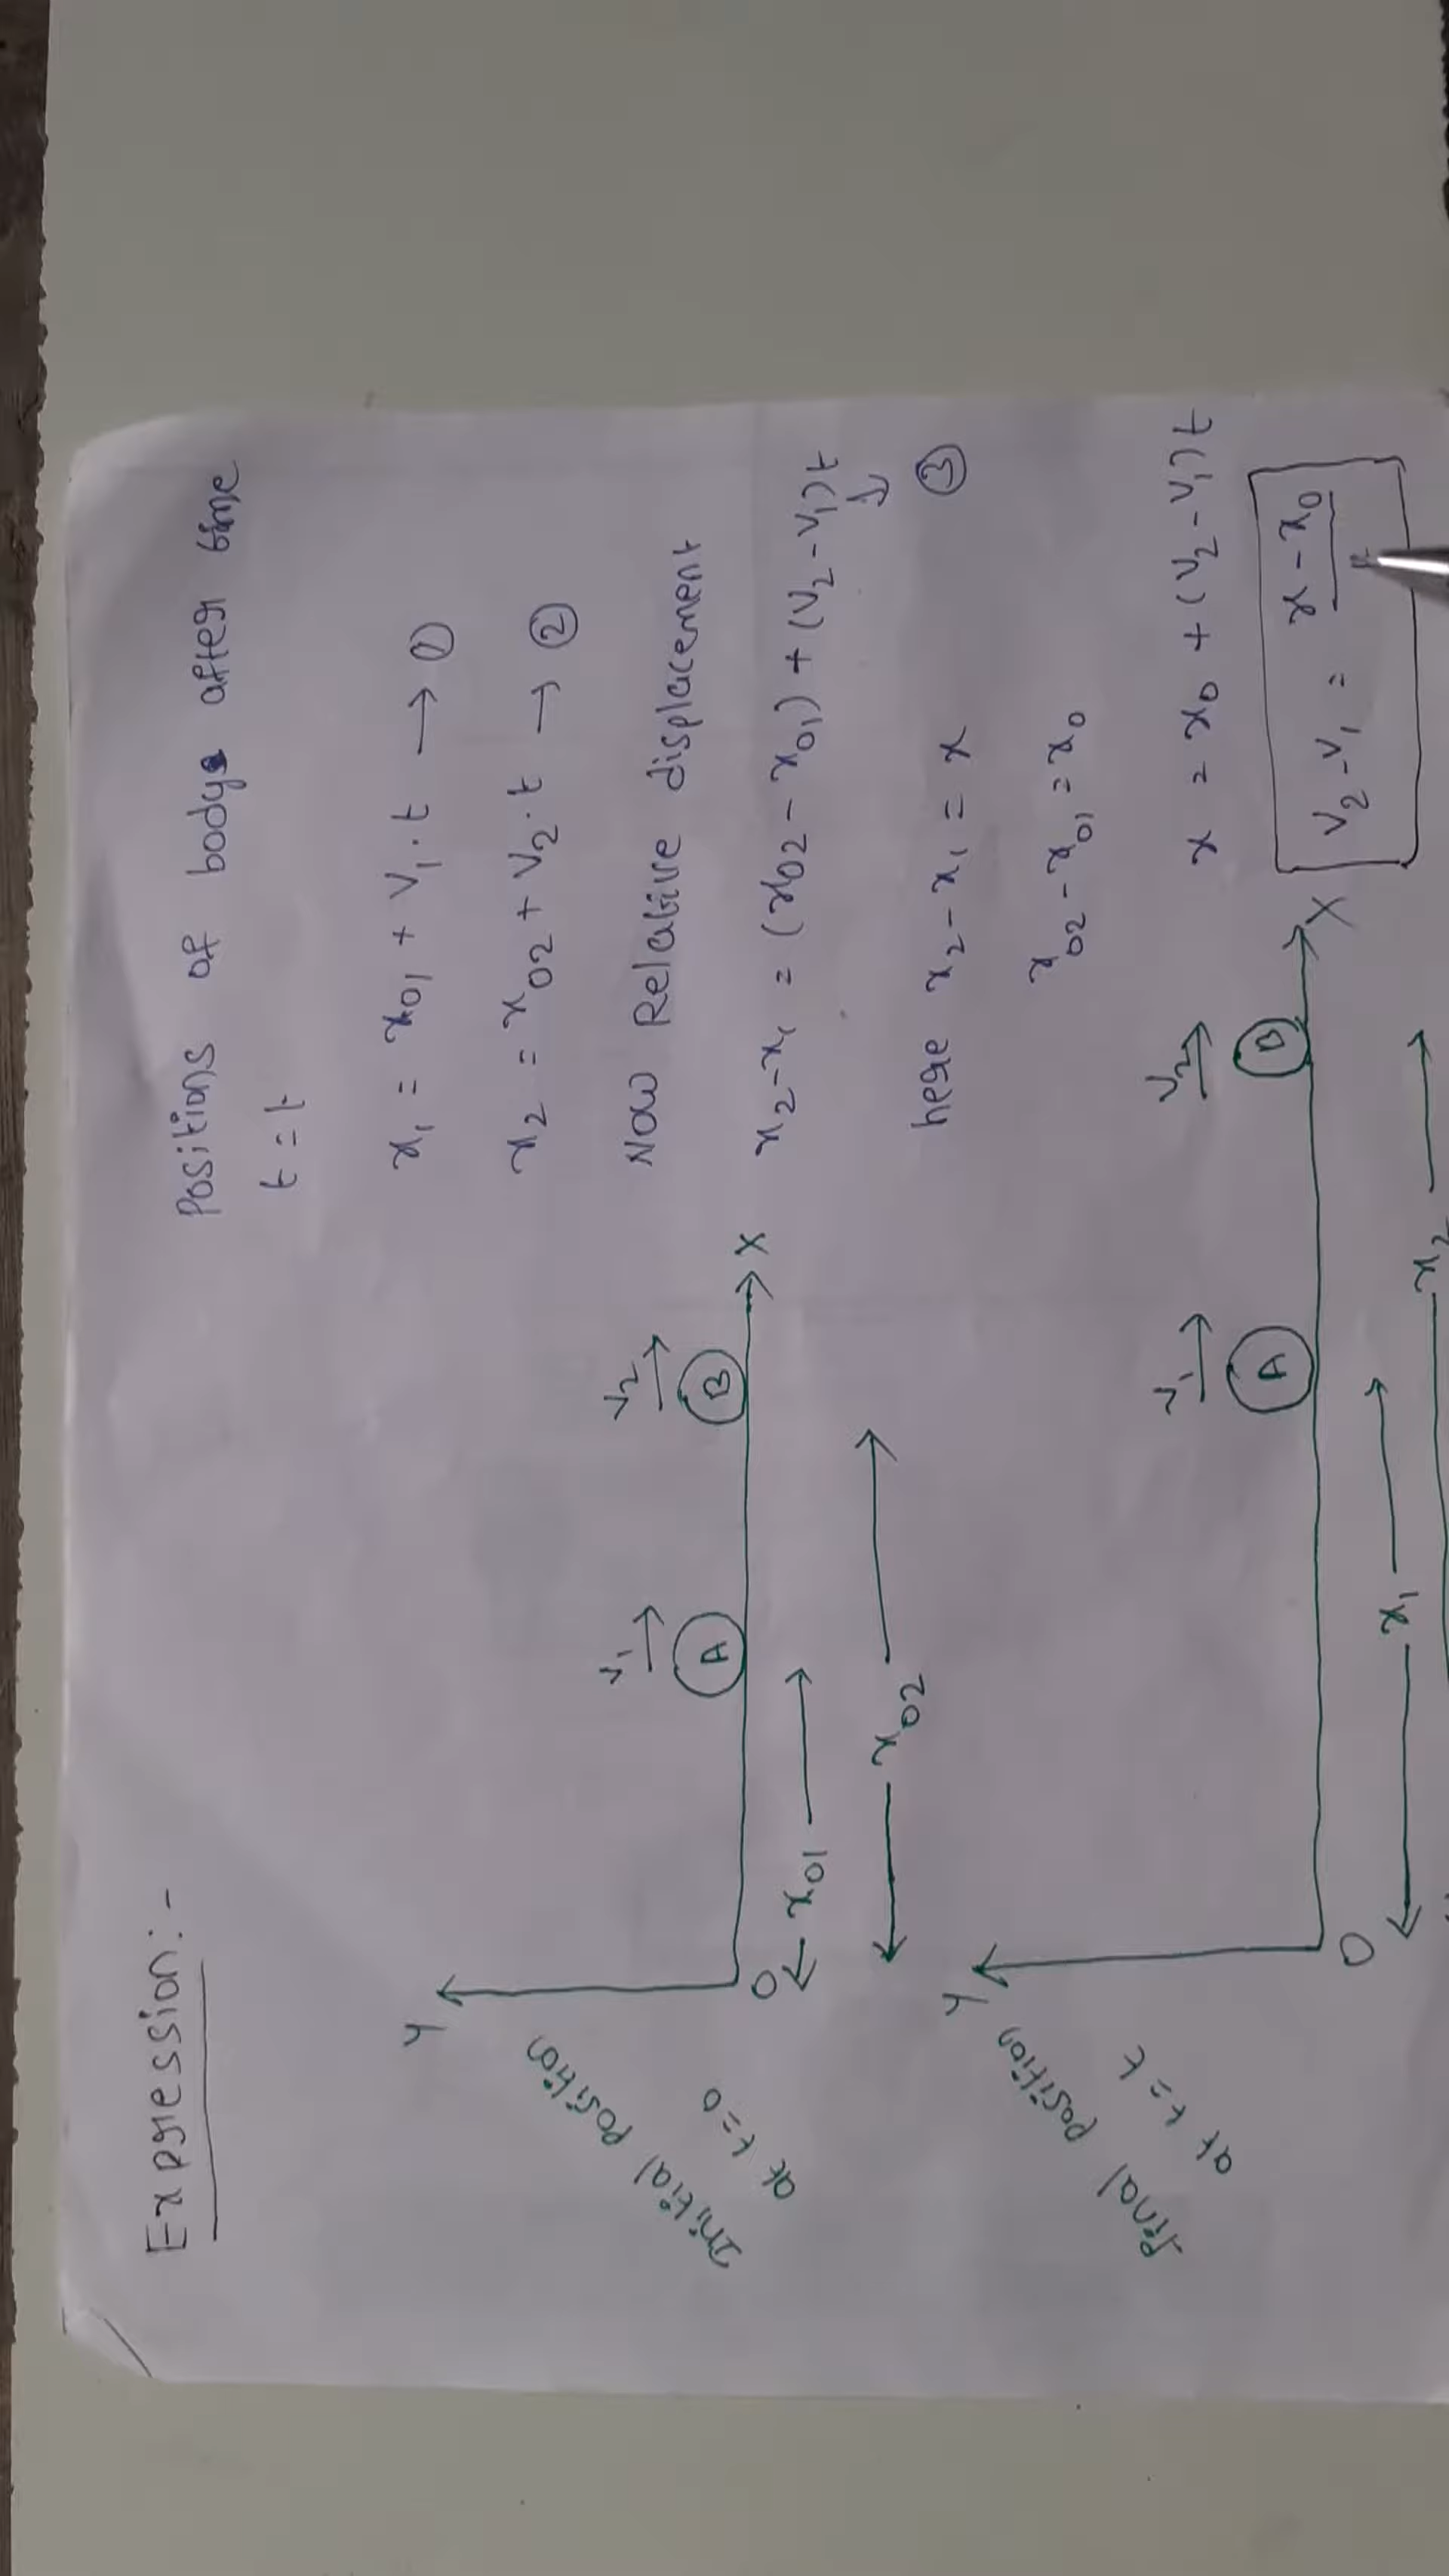 Expression:-
Positions of body after time
t = t
x₁ = x₀₁ + v₁·t → ①
x₂ = x₀₂ + v₂·t → ②
Now Relative displacement
x₂-x₁ = (x₀₂-x₀₁) + (v₂-v₁)t
↓
③
here x₂-x₁ = x
x₀₂-x₀₁ = x₀
x = x₀ + (v₂-v₁)t
v₂-v₁ = x-x₀
Y
Initial position
at t=0
v₁
v₂
A
B
X
O
x₀₁
x₀₂
Y
final position
at t=t
v₁
v₂
A
B
X
O
x₁
x₂